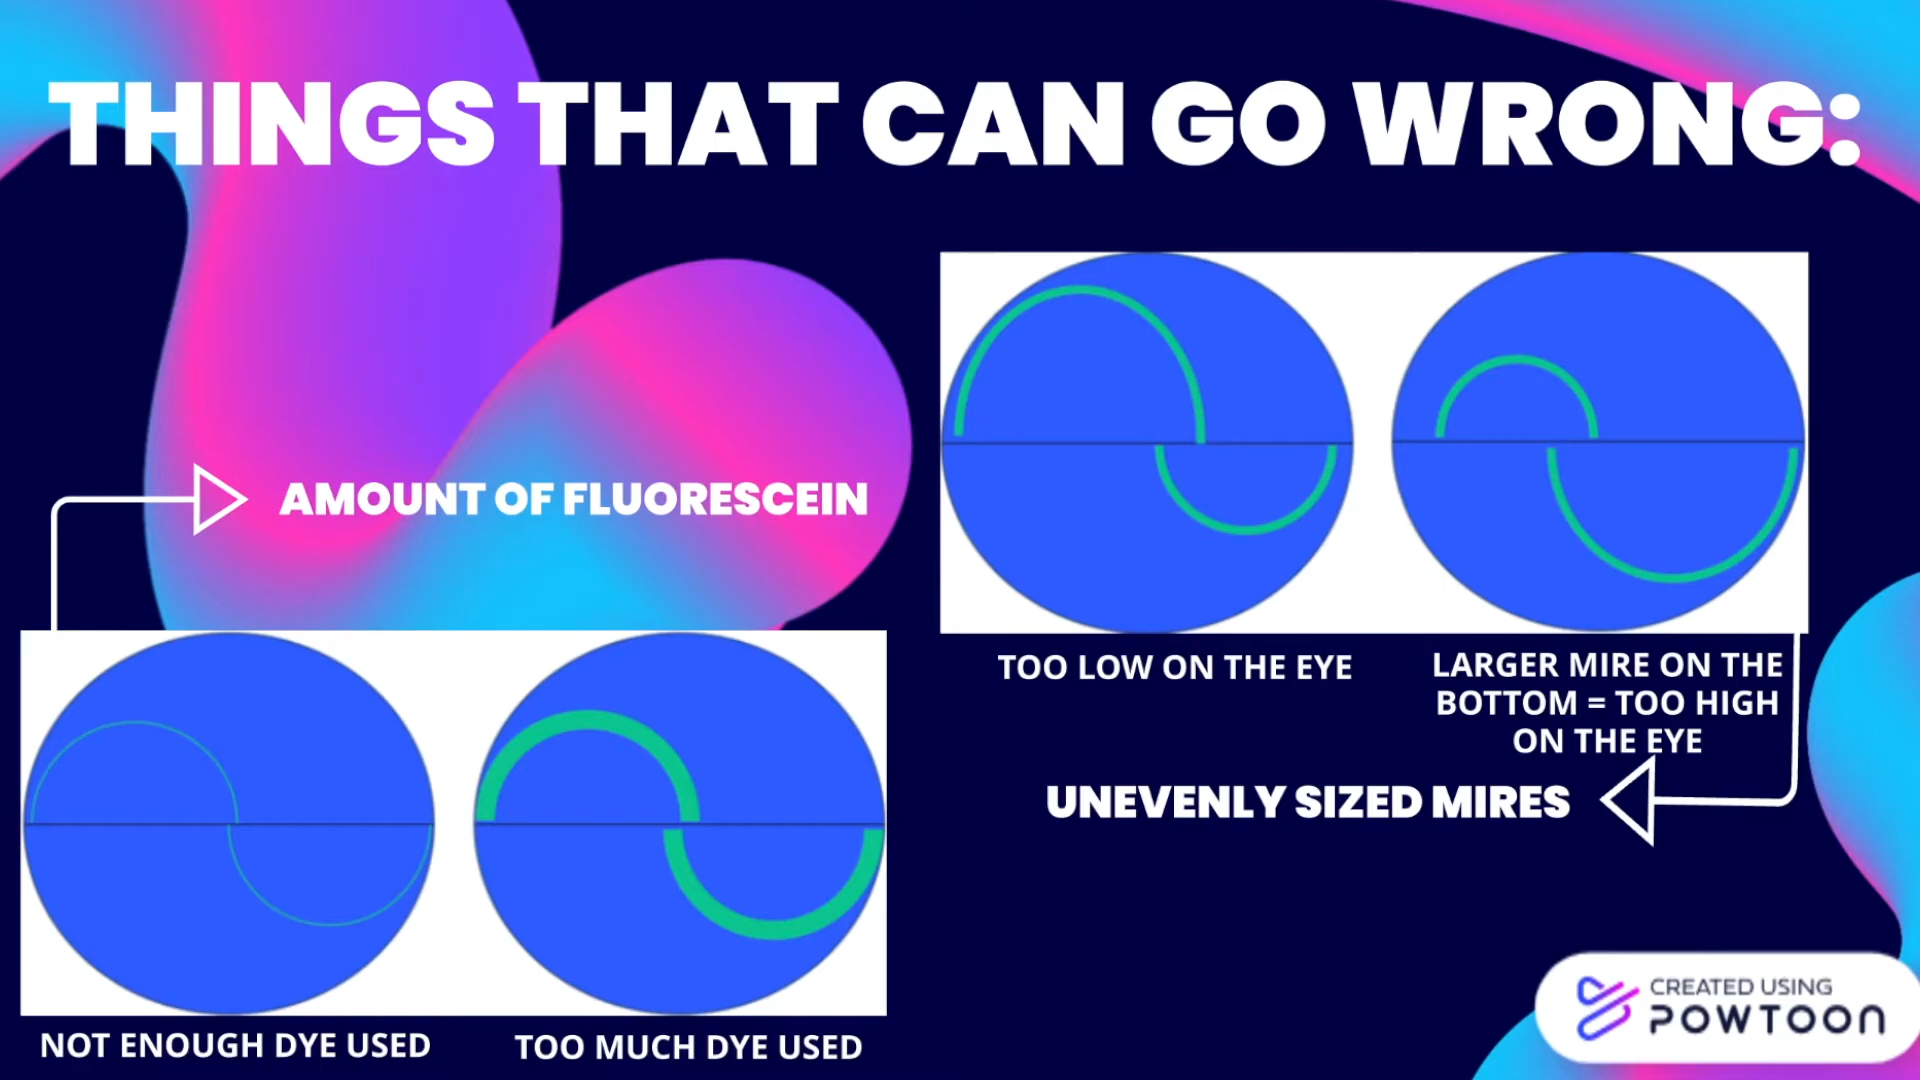 THINGS THAT CAN GO WRONG:
AMOUNT OF FLUORESCEIN
NOT ENOUGH DYE USED
TOO MUCH DYE USED
TOO LOW ON THE EYE
LARGER MIRE ON THE
BOTTOM = TOO HIGH
ON THE EYE
UNEVENLY SIZED MIRES
CREATED USING
POWTOON